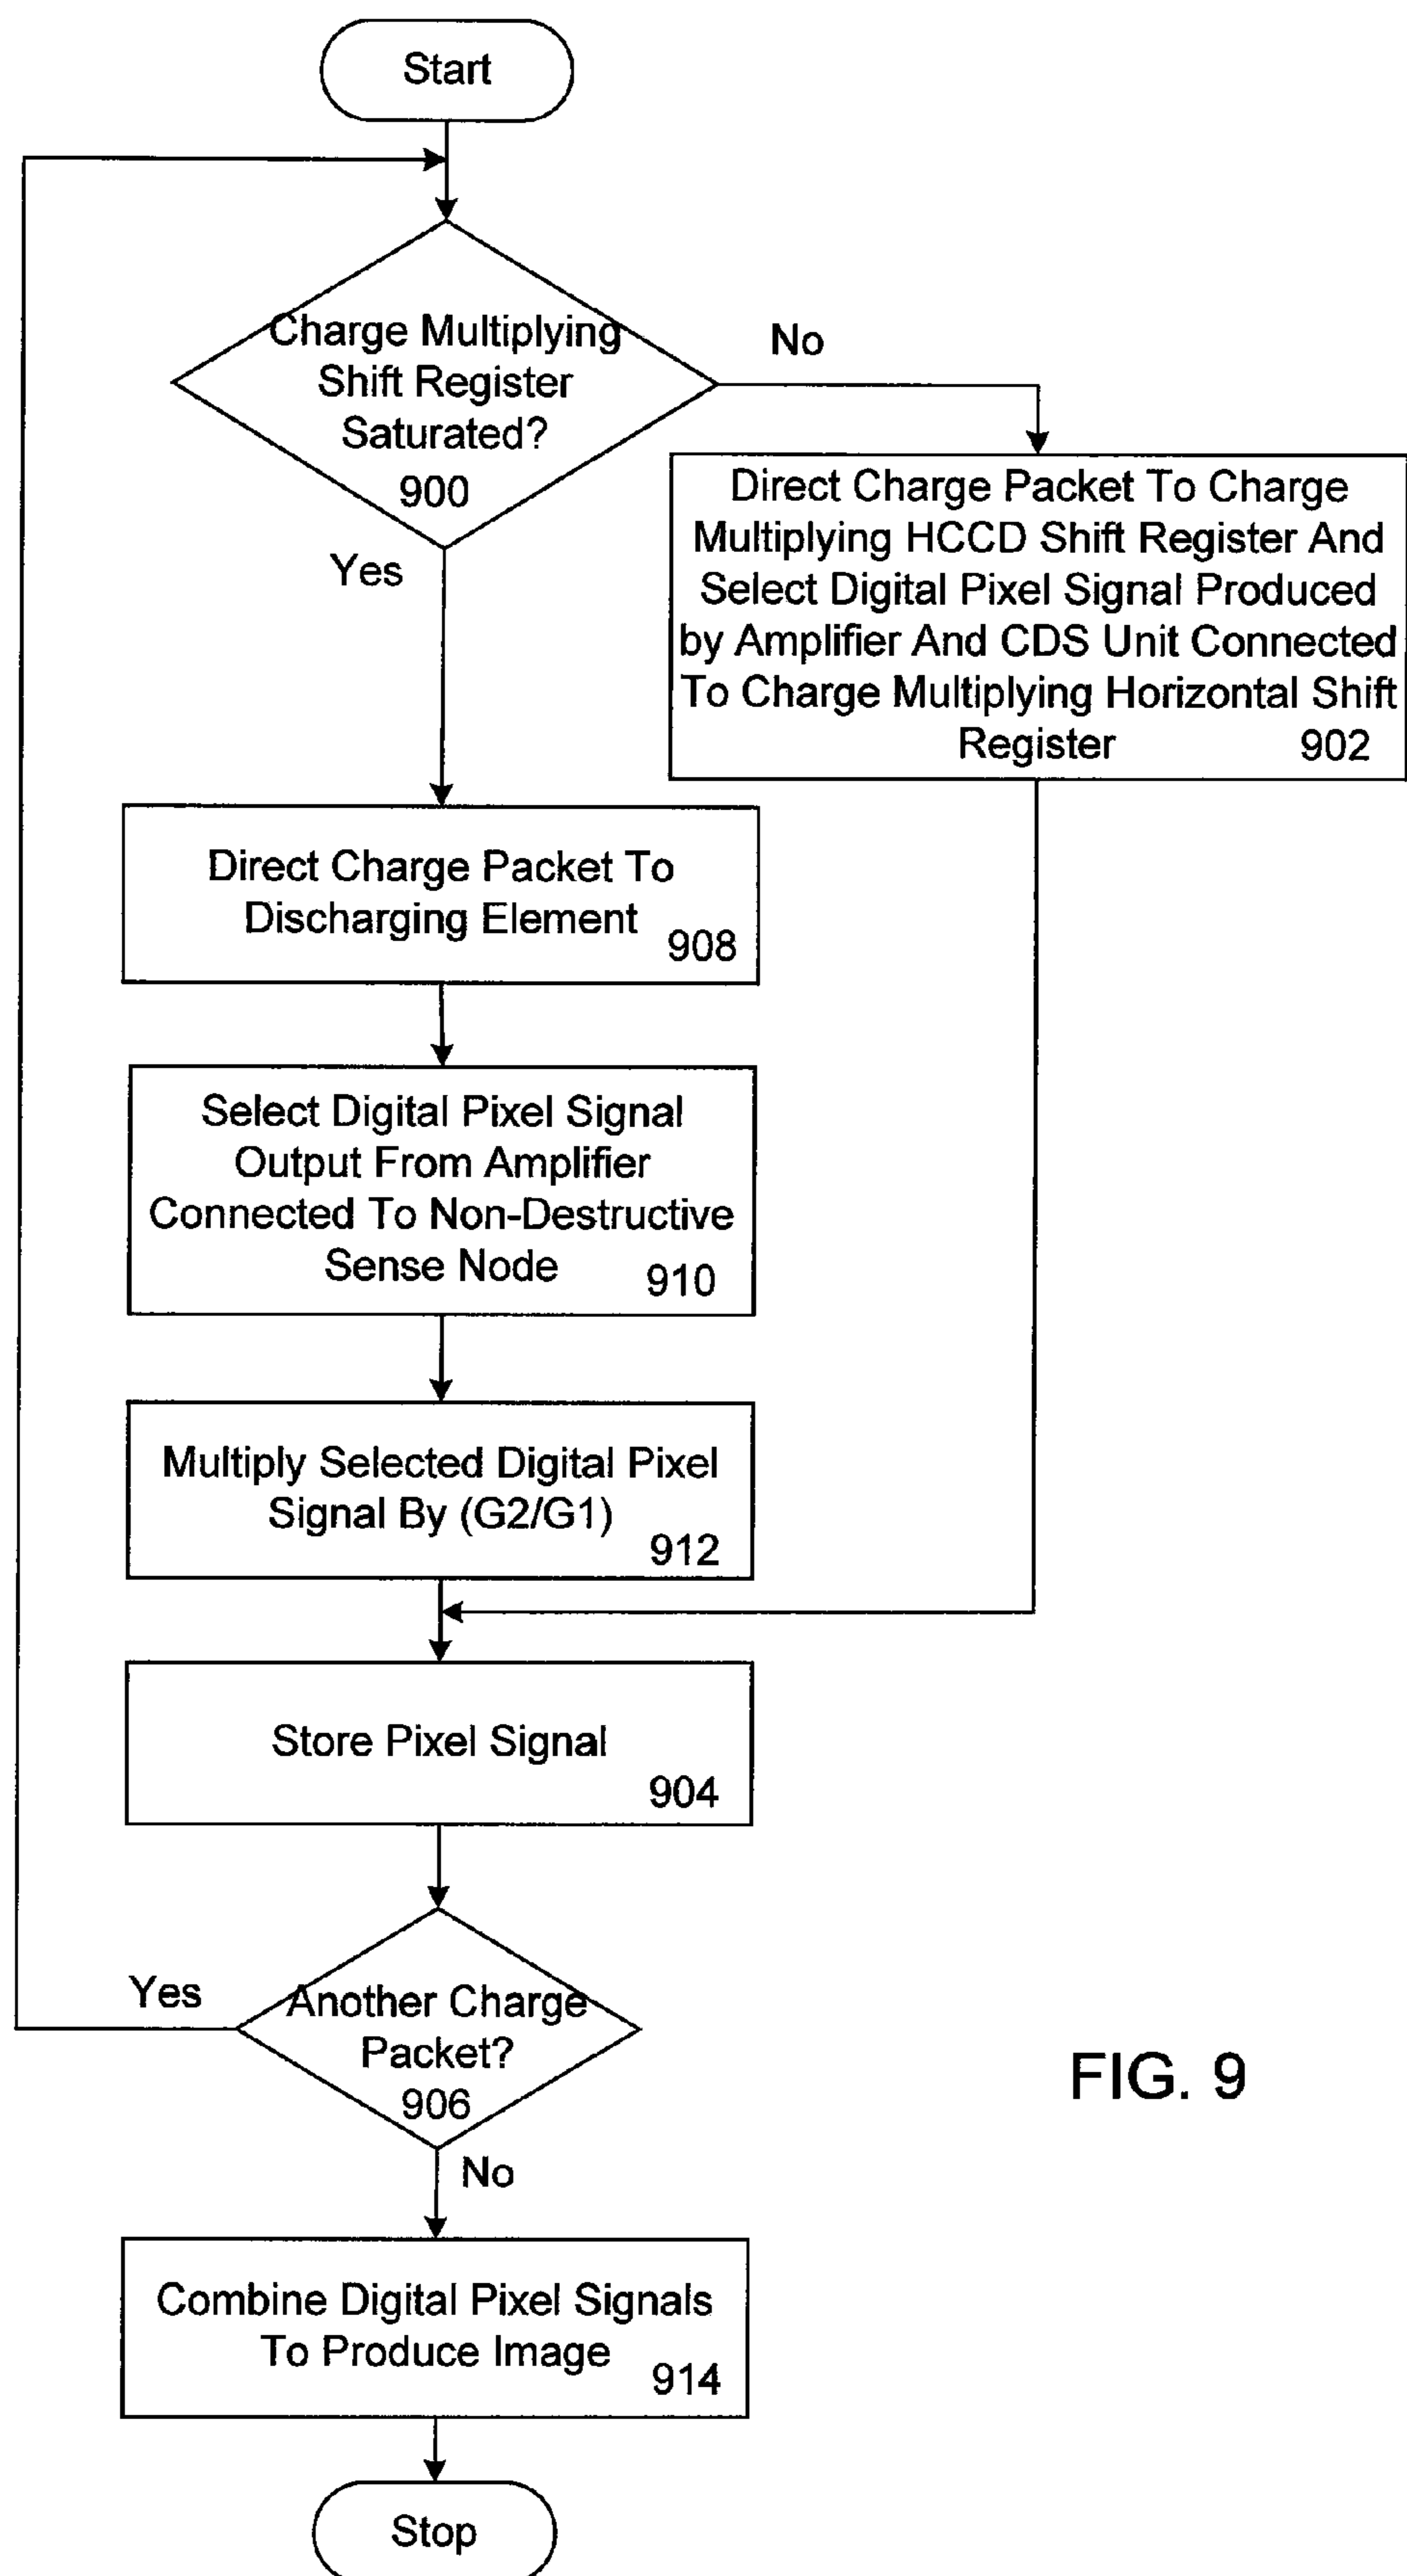 Start
Charge Multiplying
Shift Register
Saturated?
900
No
Yes
Direct Charge Packet To Charge
Multiplying HCCD Shift Register And
Select Digital Pixel Signal Produced
by Amplifier And CDS Unit Connected
To Charge Multiplying Horizontal Shift
Register 902
Direct Charge Packet To
Discharging Element
908
Select Digital Pixel Signal
Output From Amplifier
Connected To Non-Destructive
Sense Node 910
Multiply Selected Digital Pixel
Signal By (G2/G1)
912
Store Pixel Signal
904
Yes
Another Charge
Packet?
906
No
FIG. 9
Combine Digital Pixel Signals
To Produce Image
914
Stop